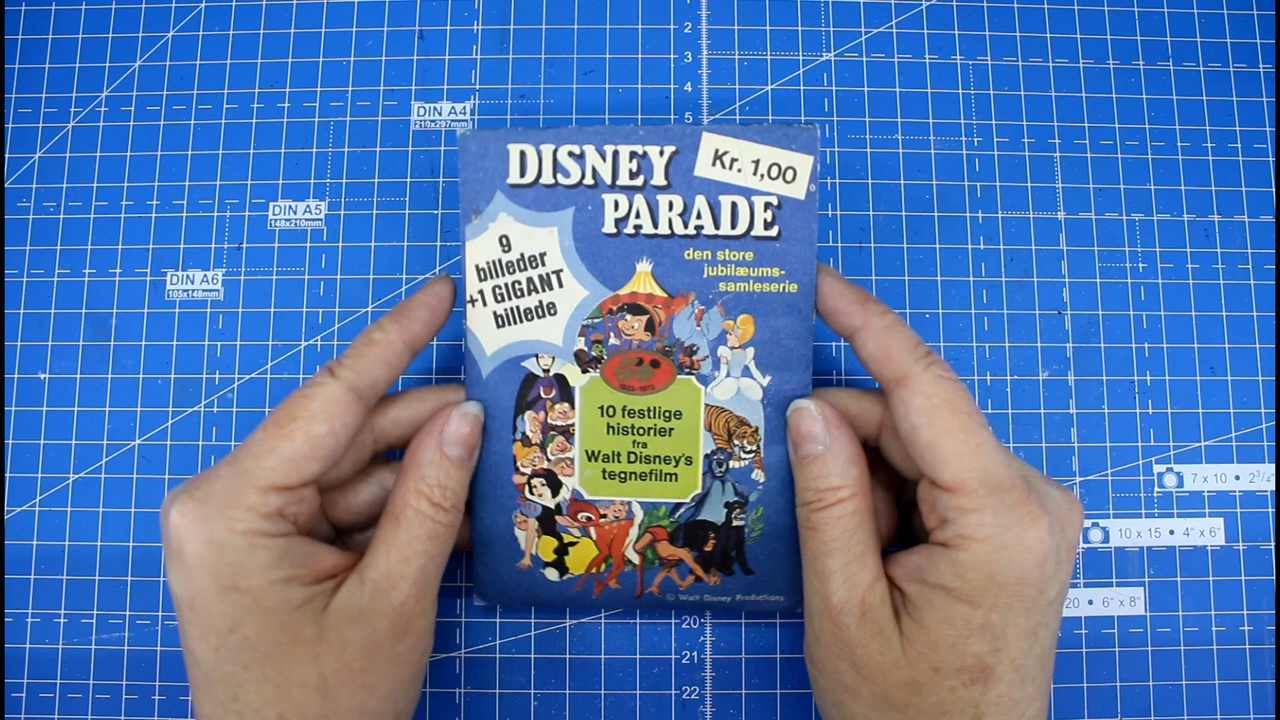 2
3
4
5
DIN A4
210x297mm
DISNEY
PARADE
Kr. 1,00
DIN A5
148x210mm
9
billeder
+1 GIGANT
billede
den store
jubilæums-
samleserie
DIN A6
105x148mm
1923-1973
10 festlige
historier
fra
Walt Disney's
tegnefilm
7 x 10 • 2¾"
10 x 15 • 4" x 6"
20 • 6" x 8"
© Walt Disney Productions
20
21
22